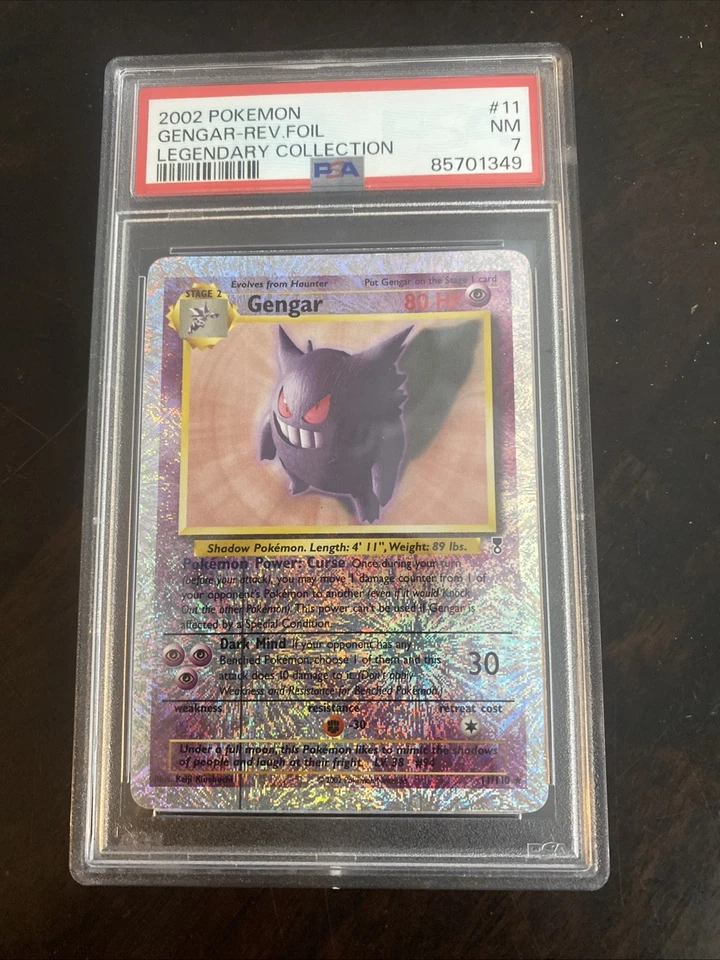 2002 POKEMON #11
GENGAR-REV.FOIL NM
LEGENDARY COLLECTION 7
PSA 85701349
Evolves from Haunter Put Gengar on the Stage 1 card
STAGE 2 Gengar 80 HP
Shadow Pokémon. Length: 4' 11", Weight: 89 lbs.
Pokémon Power: Curse Once during your turn
(before your attack), you may move 1 damage counter from 1 of
your opponent's Pokémon to another (even if it would Knock
Out the other Pokémon). This power can't be used if Gengar is
affected by a Special Condition.
Dark Mind If your opponent has any
Benched Pokémon, choose 1 of them and this
attack does 10 damage to it. (Don't apply
Weakness and Resistance for Benched Pokémon.)
30
weakness resistance retreat cost
-30
Under a full moon, this Pokémon likes to mimic the shadows
of people and laugh at their fright. LV. 38 #94
Illus. Keiji Kinebuchi ©2002 11/110
PSA